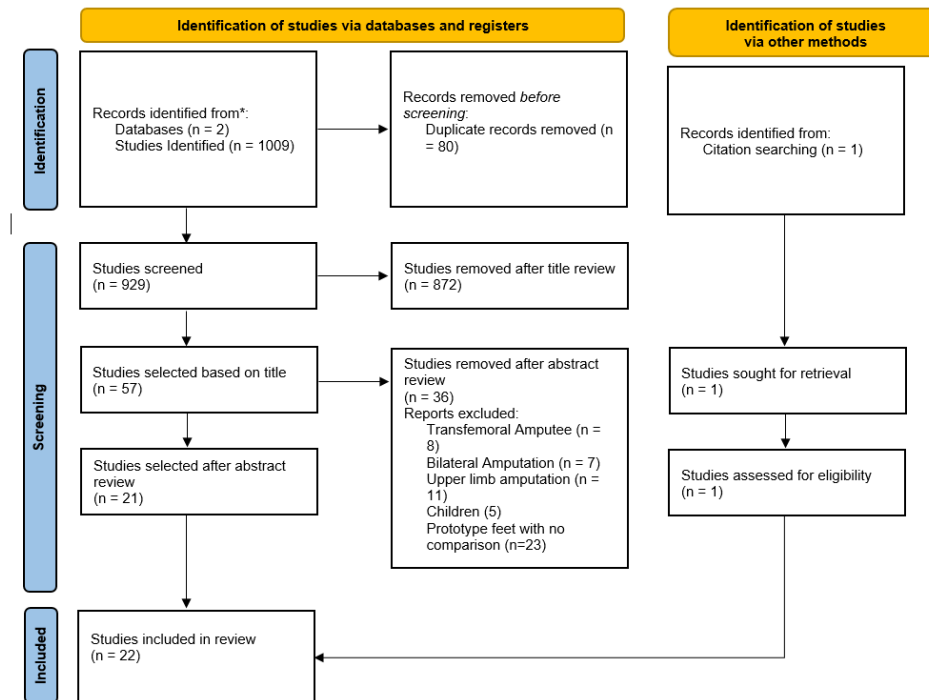 Identification of studies via databases and registers
Identification of studies
via other methods
Identification
Records identified from*:
Databases (n = 2)
Studies Identified (n = 1009)
Records removed before
screening:
Duplicate records removed (n
= 80)
Records identified from:
Citation searching (n = 1)
Screening
Studies screened
(n = 929)
Studies removed after title review
(n = 872)
Studies selected based on title
(n = 57)
Studies removed after abstract
review
(n = 36)
Reports excluded:
Transfemoral Amputee (n =
8)
Bilateral Amputation (n = 7)
Upper limb amputation (n =
11)
Children (5)
Prototype feet with no
comparison (n=23)
Studies sought for retrieval
(n = 1)
Studies selected after abstract
review
(n = 21)
Studies assessed for eligibility
(n = 1)
Included
Studies included in review
(n = 22)